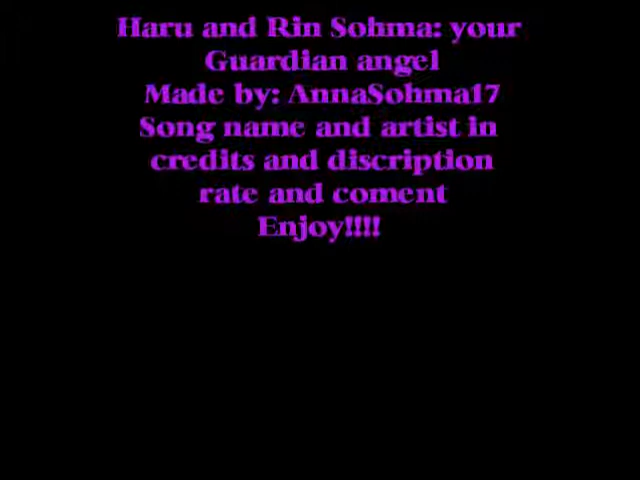 Haru and Rin Sohma: your
Guardian angel
Made by: AnnaSohma17
Song name and artist in
credits and discription
rate and coment
Enjoy!!!!